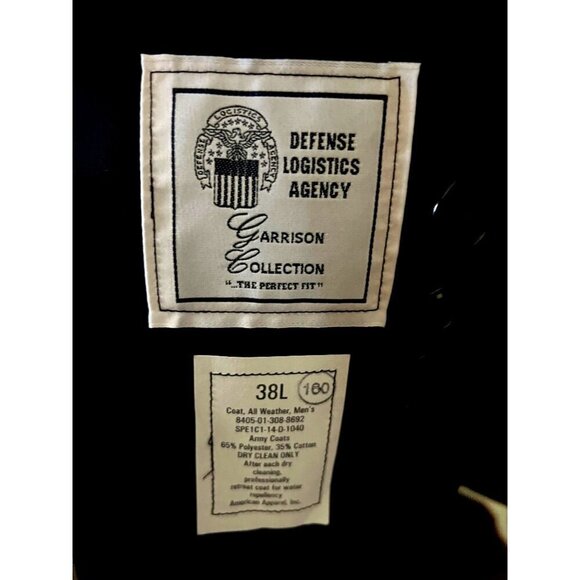 DEFENSE LOGISTICS AGENCY
DEFENSE
LOGISTICS
AGENCY
GARRISON
COLLECTION
"...THE PERFECT FIT"
38L 160
Coat, All Weather, Men's
8405-01-308-8692
SPE1C1-14-D-1040
Army Coats
65% Polyester, 35% Cotton
DRY CLEAN ONLY
After each dry
cleaning,
professionally
retreat coat for water
repellency
American Apparel, Inc.